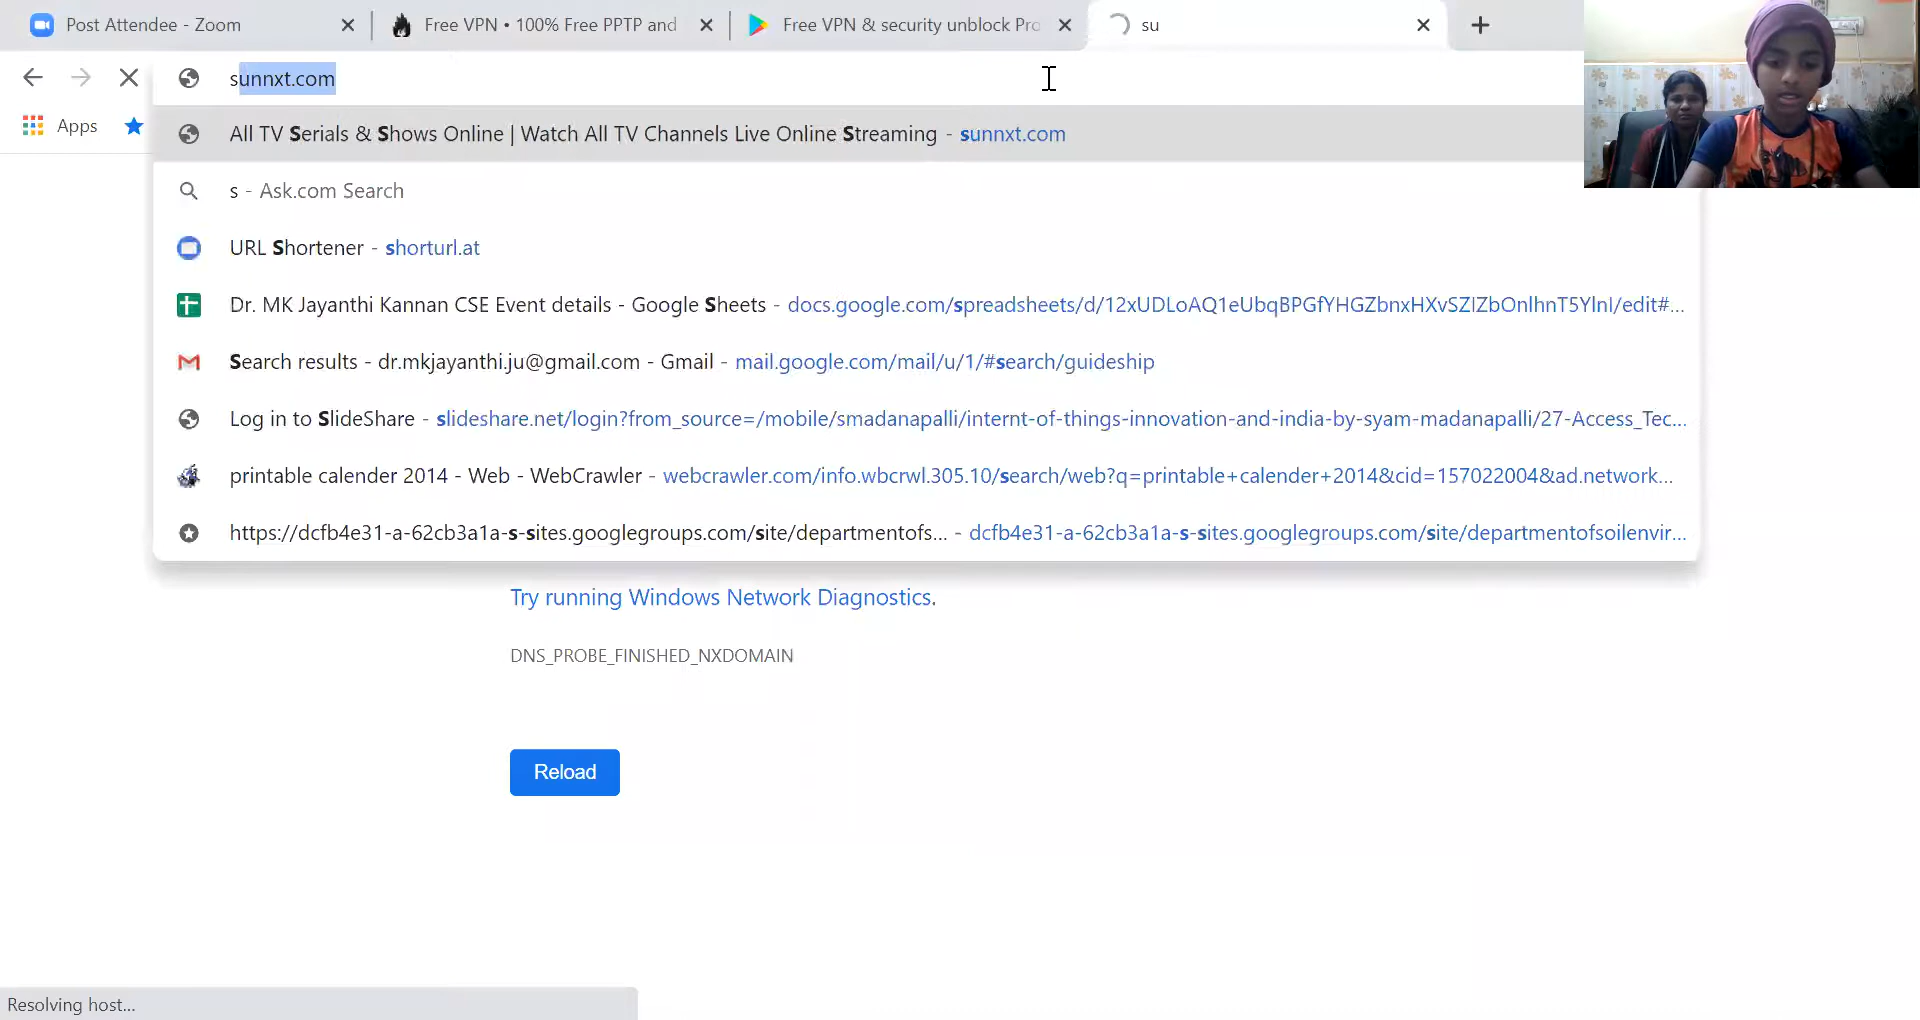 Post Attendee - Zoom
Free VPN • 100% Free PPTP and
Free VPN & security unblock Pro
su
sunnxt.com
Apps
All TV Serials & Shows Online | Watch All TV Channels Live Online Streaming - sunnxt.com
s - Ask.com Search
URL Shortener - shorturl.at
Dr. MK Jayanthi Kannan CSE Event details - Google Sheets - docs.google.com/spreadsheets/d/12xUDLoAQ1eUbqBPGfYHGZbnxHXvSZIZbOnlhnT5YlnI/edit#...
Search results - dr.mkjayanthi.ju@gmail.com - Gmail - mail.google.com/mail/u/1/#search/guideship
Log in to SlideShare - slideshare.net/login?from_source=/mobile/smadanapalli/internt-of-things-innovation-and-india-by-syam-madanapalli/27-Access_Tec...
printable calender 2014 - Web - WebCrawler - webcrawler.com/info.wbcrwl.305.10/search/web?q=printable+calender+2014&cid=157022004&ad.network...
https://dcfb4e31-a-62cb3a1a-s-sites.googlegroups.com/site/departmentofs... - dcfb4e31-a-62cb3a1a-s-sites.googlegroups.com/site/departmentofsoilenvir...
Try running Windows Network Diagnostics.
DNS_PROBE_FINISHED_NXDOMAIN
Reload
Resolving host...